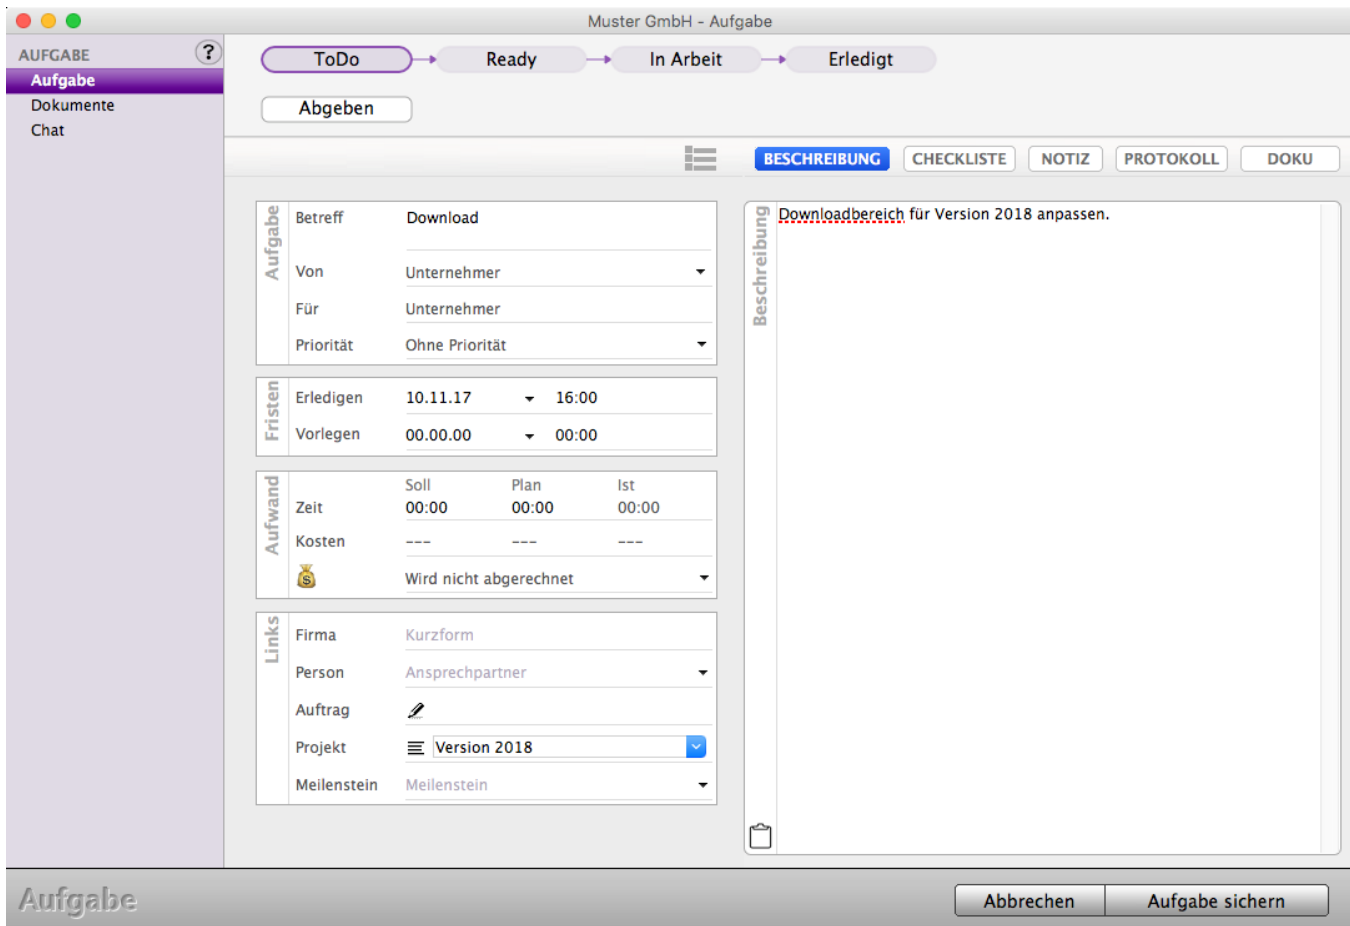 Muster GmbH - Aufgabe
AUFGABE
?
Aufgabe
Dokumente
Chat
ToDo
Ready
In Arbeit
Erledigt
Abgeben
BESCHREIBUNG
CHECKLISTE
NOTIZ
PROTOKOLL
DOKU
Aufgabe
Betreff Download
Von Unternehmer
Für Unternehmer
Priorität Ohne Priorität
Fristen
Erledigen 10.11.17 16:00
Vorlegen 00.00.00 00:00
Aufwand
Soll Plan Ist
Zeit 00:00 00:00 00:00
Kosten --- --- ---
$
Wird nicht abgerechnet
Links
Firma Kurzform
Person Ansprechpartner
Auftrag
Projekt Version 2018
Meilenstein Meilenstein
Beschreibung
Downloadbereich für Version 2018 anpassen.
Aufgabe
Abbrechen
Aufgabe sichern